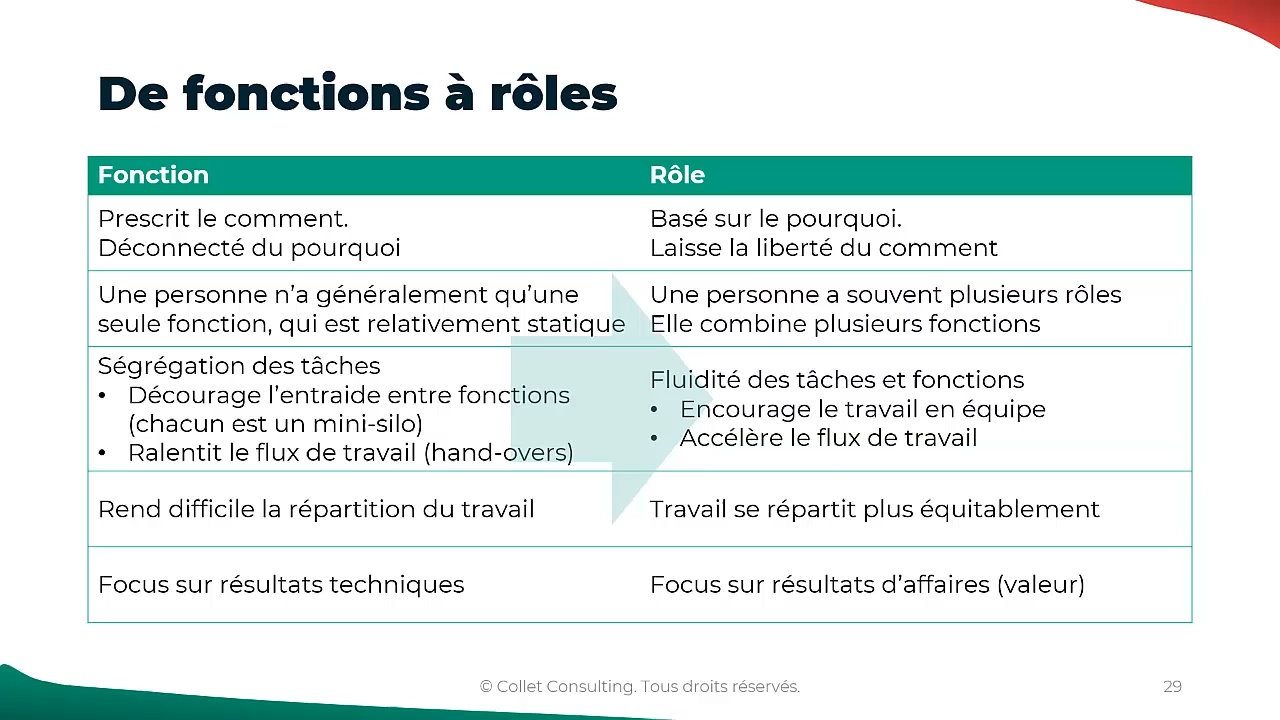 De fonctions à rôles
Fonction
Rôle
Prescrit le comment.
Déconnecté du pourquoi
Basé sur le pourquoi.
Laisse la liberté du comment
Une personne n’a généralement qu’une
seule fonction, qui est relativement statique
Une personne a souvent plusieurs rôles
Elle combine plusieurs fonctions
Ségrégation des tâches
• Décourage l’entraide entre fonctions
(chacun est un mini-silo)
• Ralentit le flux de travail (hand-overs)
Fluidité des tâches et fonctions
• Encourage le travail en équipe
• Accélère le flux de travail
Rend difficile la répartition du travail
Travail se répartit plus équitablement
Focus sur résultats techniques
Focus sur résultats d’affaires (valeur)
© Collet Consulting. Tous droits réservés.
29